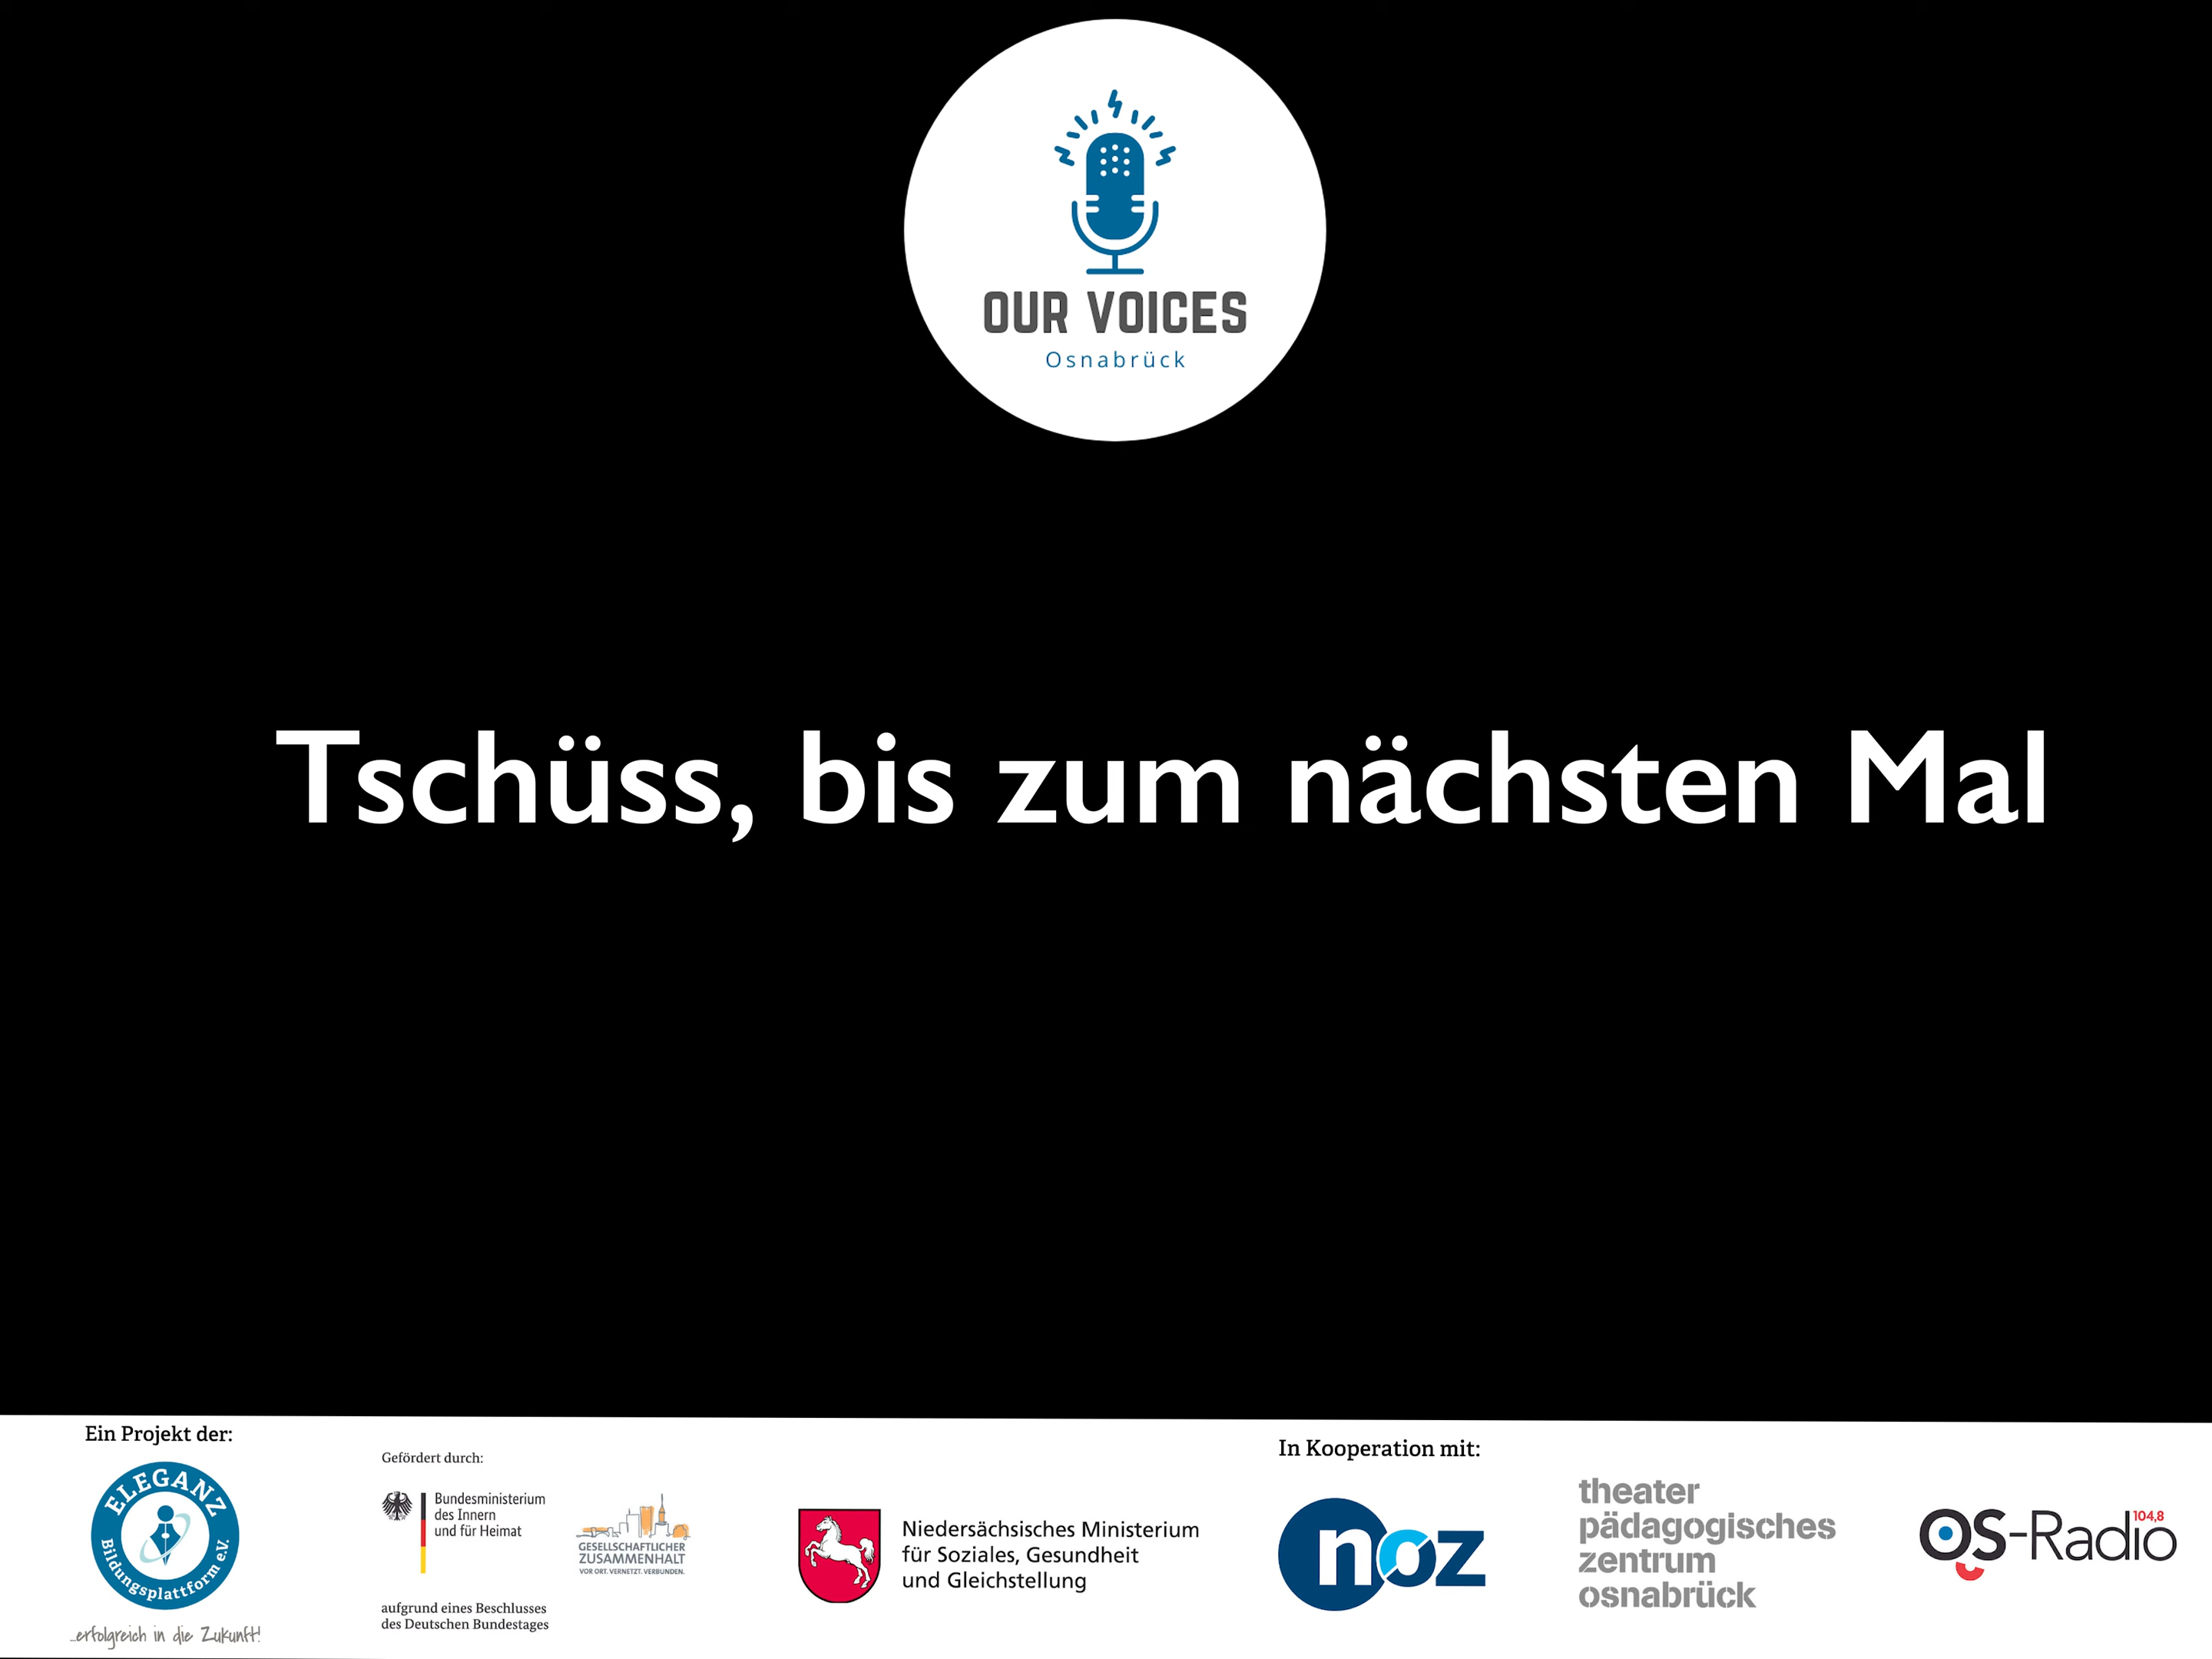 OUR VOICES
Osnabrück
Tschüss, bis zum nächsten Mal
Ein Projekt der:
ELEGANZ
Bildungsplattform e.V.
...erfolgreich in die Zukunft!
Gefördert durch:
Bundesministerium
des Innern
und für Heimat
aufgrund eines Beschlusses
des Deutschen Bundestages
GESELLSCHAFTLICHER
ZUSAMMENHALT
VOR ORT. VERNETZT. VERBUNDEN.
Niedersächsisches Ministerium
für Soziales, Gesundheit
und Gleichstellung
In Kooperation mit:
noz
theater
pädagogisches
zentrum
osnabrück
OS-Radio 104,8